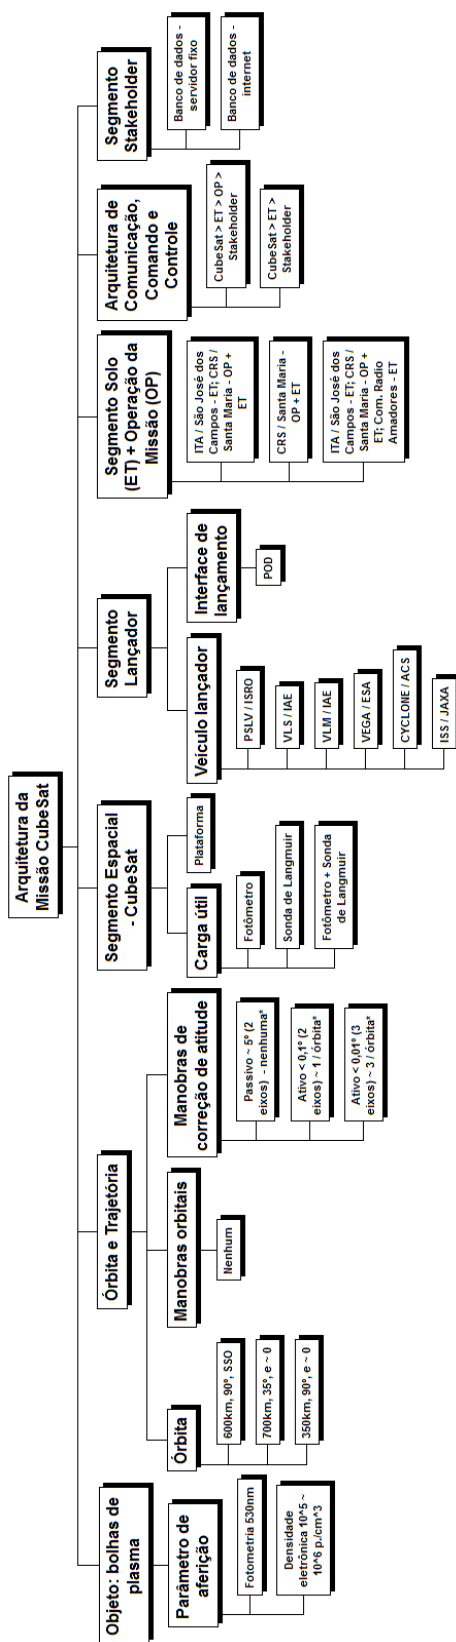 Arquitetura da
Missão CubeSat
Objeto: bolhas de
plasma
Parâmetro de
aferição
Fotometria 530nm
Densidade
eletrônica 10^5 ~
10^6 p./cm^3
Órbita e Trajetória
Órbita
600km, 90º, SSO
700km, 35º, e ~ 0
350km, 90º, e ~ 0
Manobras orbitais
Nenhum
Manobras de
correção de atitude
Passivo ~ 5º (2
eixos) - nenhuma*
Ativo < 0,1º (2
eixos) ~ 1 / órbita*
Ativo < 0,01º (3
eixos) ~ 3 / órbita*
Segmento Espacial
- CubeSat
Carga útil
Fotômetro
Sonda de Langmuir
Fotômetro + Sonda
de Langmuir
Plataforma
Segmento
Lançador
Veículo lançador
PSLV / ISRO
VLS / IAE
VLM / IAE
VEGA / ESA
CYCLONE / ACS
ISS / JAXA
Interface de
lançamento
POD
Segmento Solo
(ET) + Operação da
Missão (OP)
ITA / São José dos
Campos - ET; CRS /
Santa Maria - OP +
ET
CRS / Santa Maria -
OP + ET
ITA / São José dos
Campos - ET; CRS /
Santa Maria - OP +
ET; Com. Radio
Amadores - ET
Arquitetura de
Comunicação,
Comando e
Controle
CubeSat > ET > OP >
Stakeholder
CubeSat > ET >
Stakeholder
Segmento
Stakeholder
Banco de dados -
servidor fixo
Banco de dados -
internet